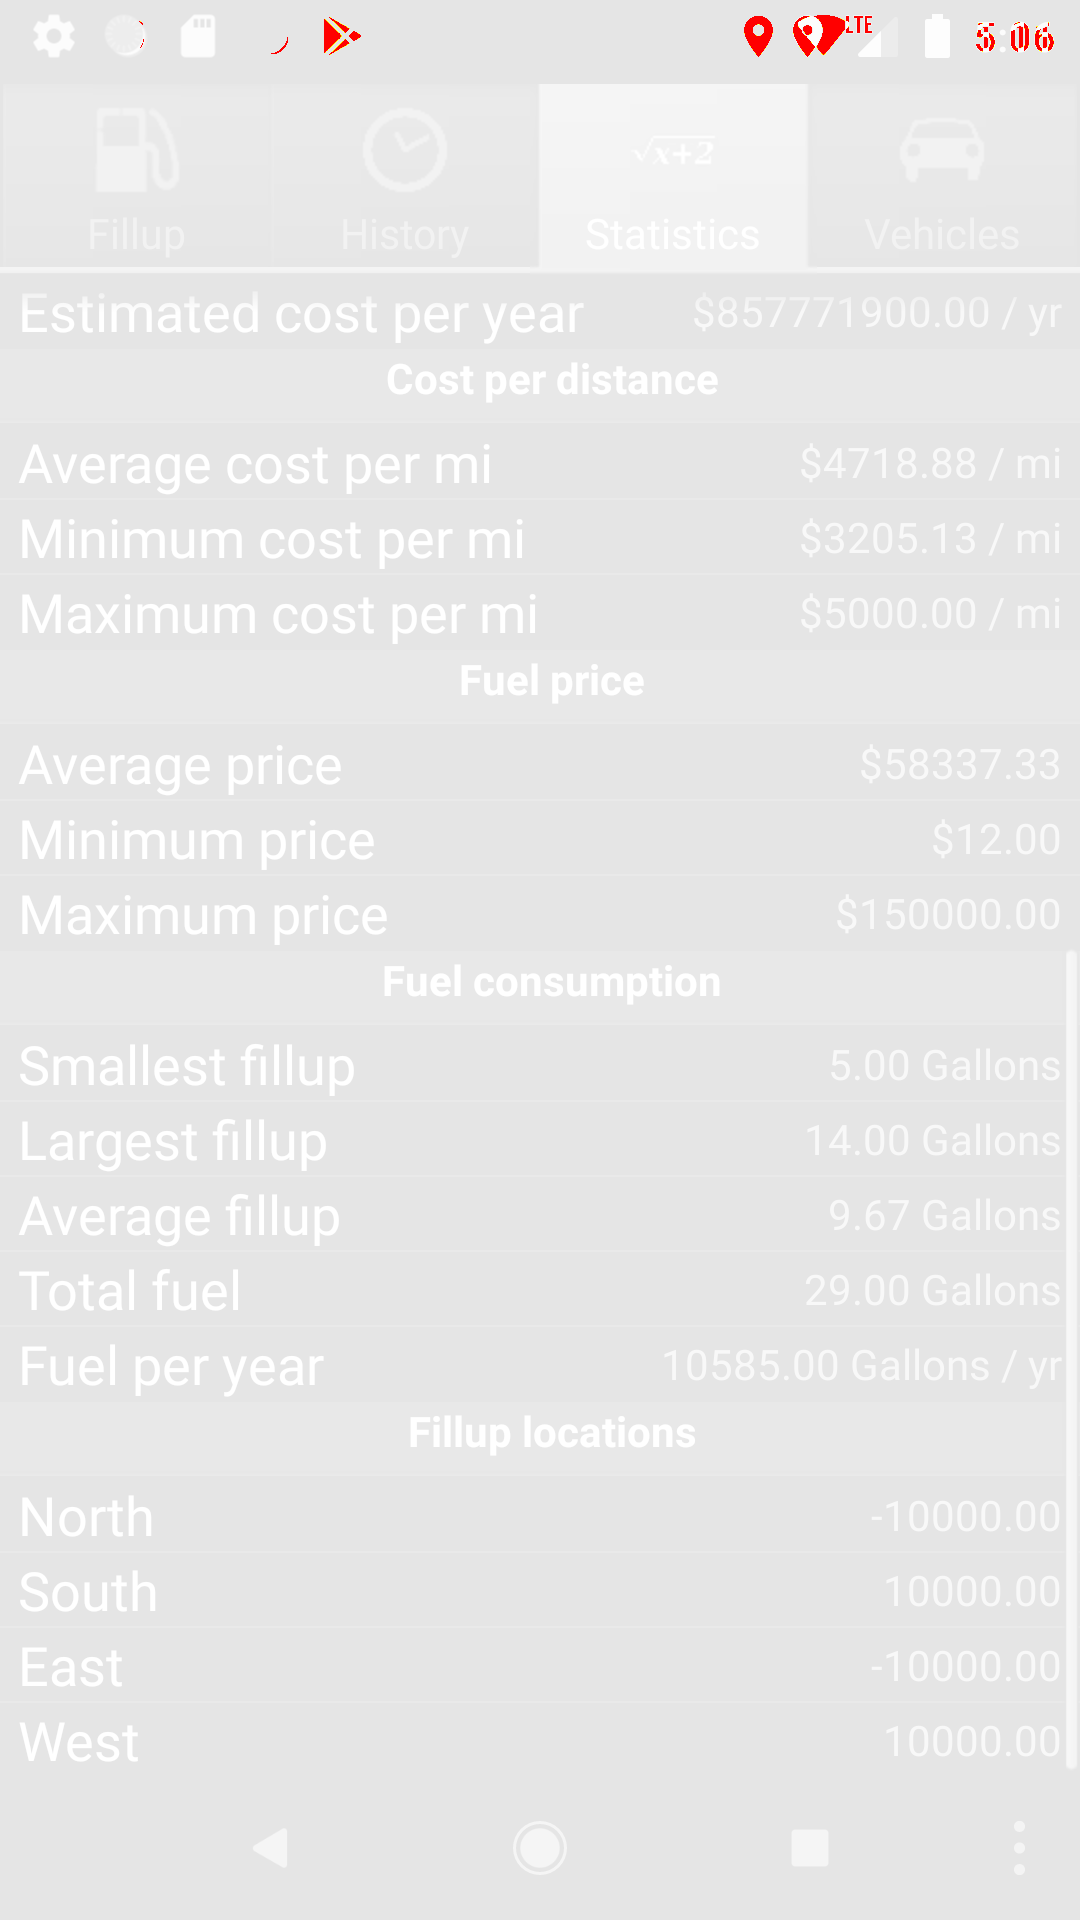 LTE 5:06
√x+2
Fillup History Statistics Vehicles
Estimated cost per year $857771900.00 / yr
Cost per distance
Average cost per mi $4718.88 / mi
Minimum cost per mi $3205.13 / mi
Maximum cost per mi $5000.00 / mi
Fuel price
Average price $58337.33
Minimum price $12.00
Maximum price $150000.00
Fuel consumption
Smallest fillup 5.00 Gallons
Largest fillup 14.00 Gallons
Average fillup 9.67 Gallons
Total fuel 29.00 Gallons
Fuel per year 10585.00 Gallons / yr
Fillup locations
North -10000.00
South 10000.00
East -10000.00
West 10000.00